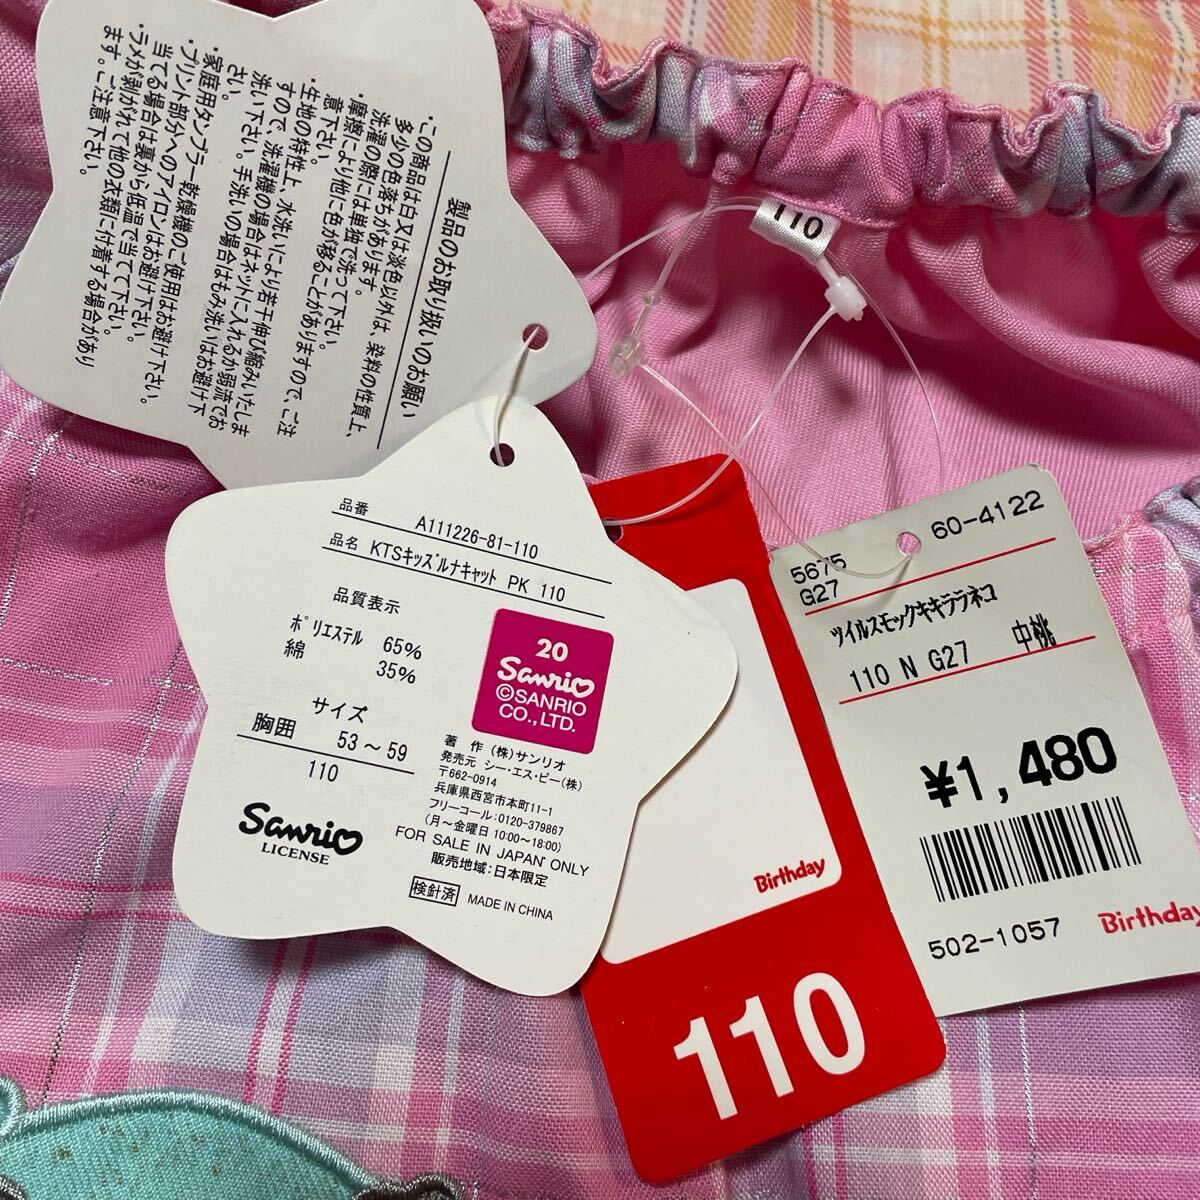 製品のお取り扱いのお願い
・この商品は白又は淡色以外は、染料の性質上、
多少の色落ちがあります。
洗濯の際には単独で洗って下さい。
・摩擦により他に色が移ることがありますので、ご注
意下さい。
・生地の特性上、水洗いにより若干伸び縮みいたしま
すので、洗濯機の場合はネットに入れるか弱流でお
洗い下さい。手洗いの場合はもみ洗いはお避け下
さい。
・家庭用タンブラー乾燥機のご使用はお避け下さい。
・プリント部分へのアイロンはお避け下さい。
当てる場合は裏から低温で当てて下さい。
ラメが剥がれて他の衣類に付着する場合があり
ます。ご注意下さい。
110
品番 A111226-81-110
品名 KTSキッズルナキャット PK 110
品質表示
ポリエステル 65%
綿 35%
サイズ
胸囲 53～59
110
20
Sanrio
©SANRIO
CO.,LTD.
著 作 (株)サンリオ
発売元 シー・エス・ピー(株)
〒662-0914
兵庫県西宮市本町11-1
フリーコール:0120-379867
(月～金曜日 10:00～18:00)
FOR SALE IN JAPAN ONLY
販売地域:日本限定
検針済 MADE IN CHINA
Sanrio
LICENSE
Birthday
110
5675 60-4122
G27
ツイルスモックキキララネコ
110 N G27 中桃
¥1,480
502-1057 Birthday